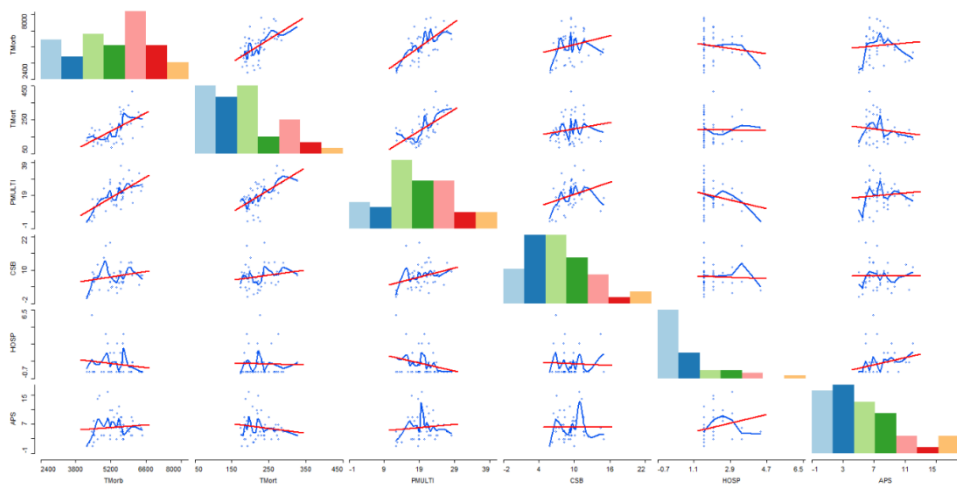 TMorb
2400
8000
TMort
50
200
460
PMULTI
-1
19
39
CSB
-2
10
22
HOSP
-0.7
6.5
APS
-1
7
15
2400 3800 5200 6600 8000
50 150 250 350 450
-1 9 19 29 39
-2 4 10 16 22
-0.7 1.1 2.9 4.7 6.5
-1 3 7 11 15
TMorb TMort PMULTI CSB HOSP APS